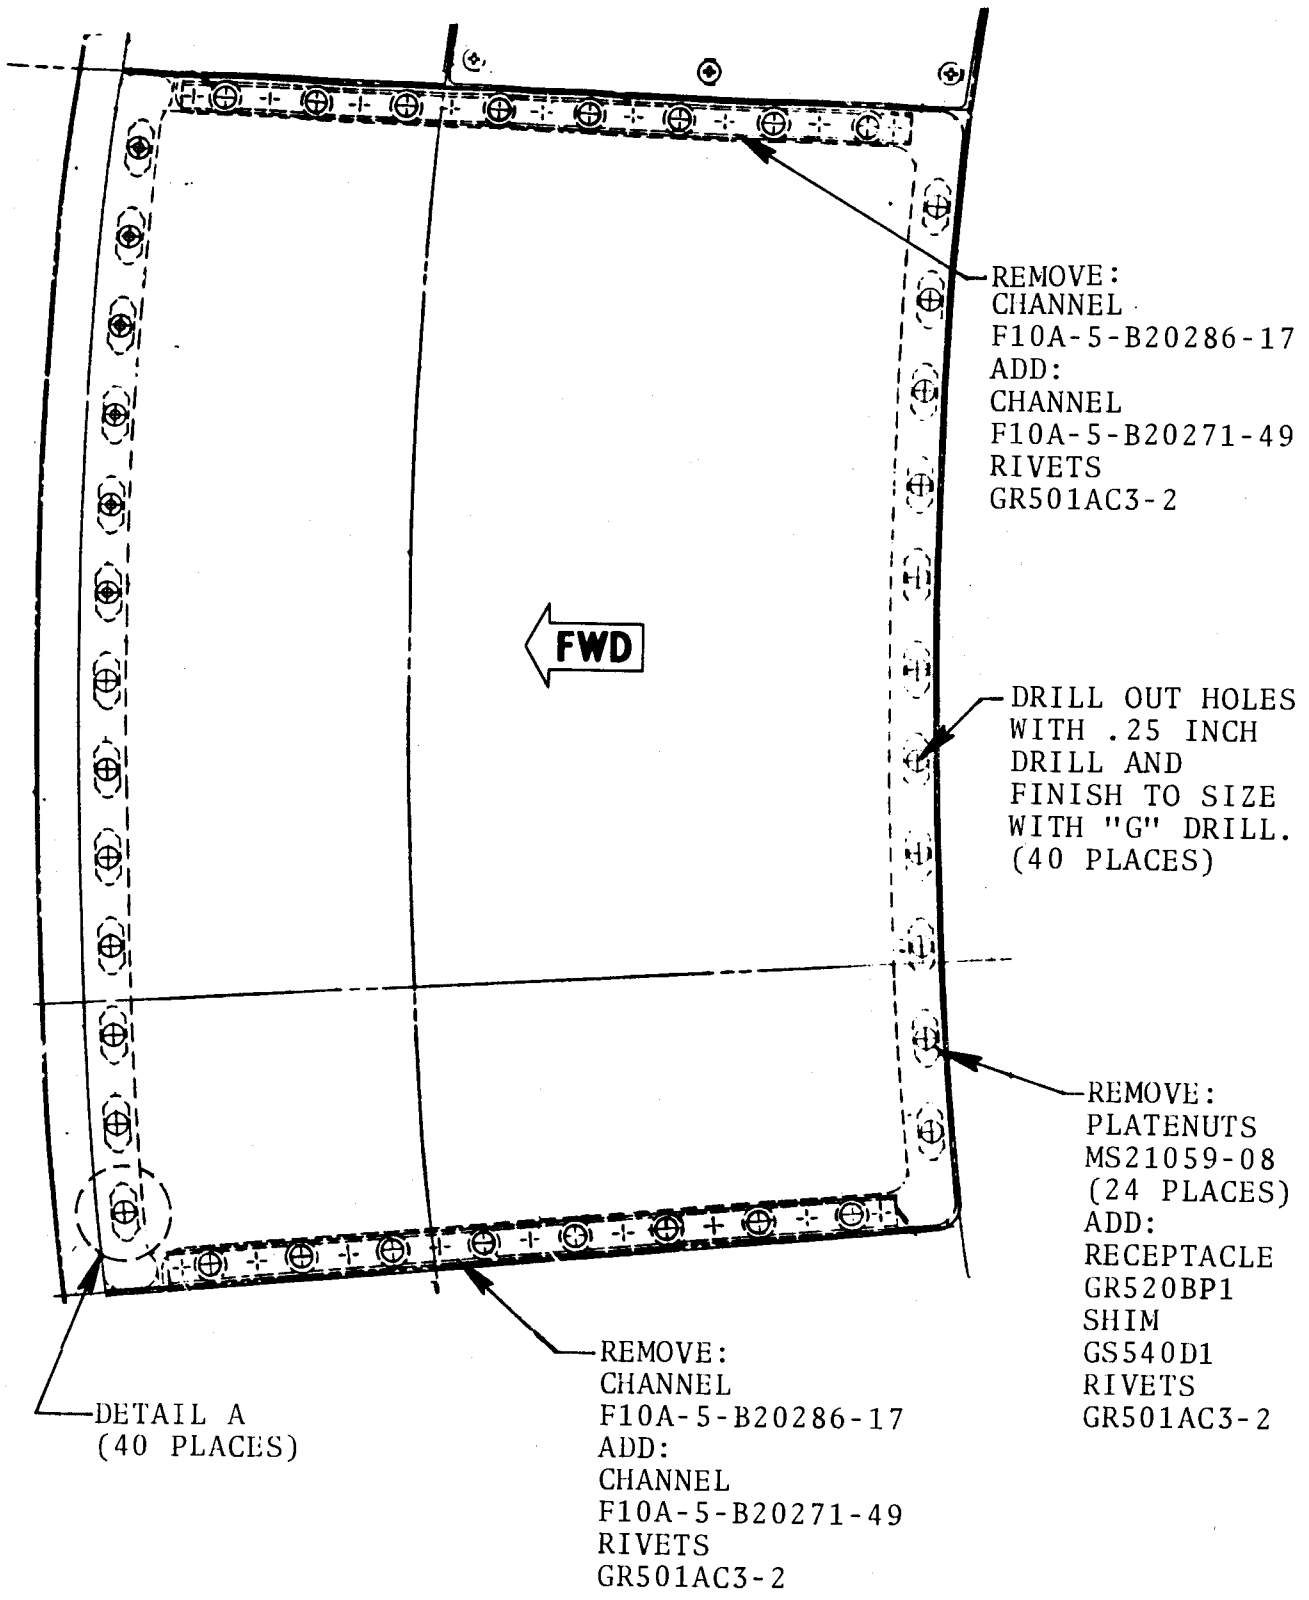 REMOVE:
CHANNEL
F10A-5-B20286-17
ADD:
CHANNEL
F10A-5-B20271-49
RIVETS
GR501AC3-2
FWD
DRILL OUT HOLES
WITH .25 INCH
DRILL AND
FINISH TO SIZE
WITH "G" DRILL.
(40 PLACES)
REMOVE:
PLATENUTS
MS21059-08
(24 PLACES)
ADD:
RECEPTACLE
GR520BP1
SHIM
GS540D1
RIVETS
GR501AC3-2
REMOVE:
CHANNEL
F10A-5-B20286-17
ADD:
CHANNEL
F10A-5-B20271-49
RIVETS
GR501AC3-2
DETAIL A
(40 PLACES)